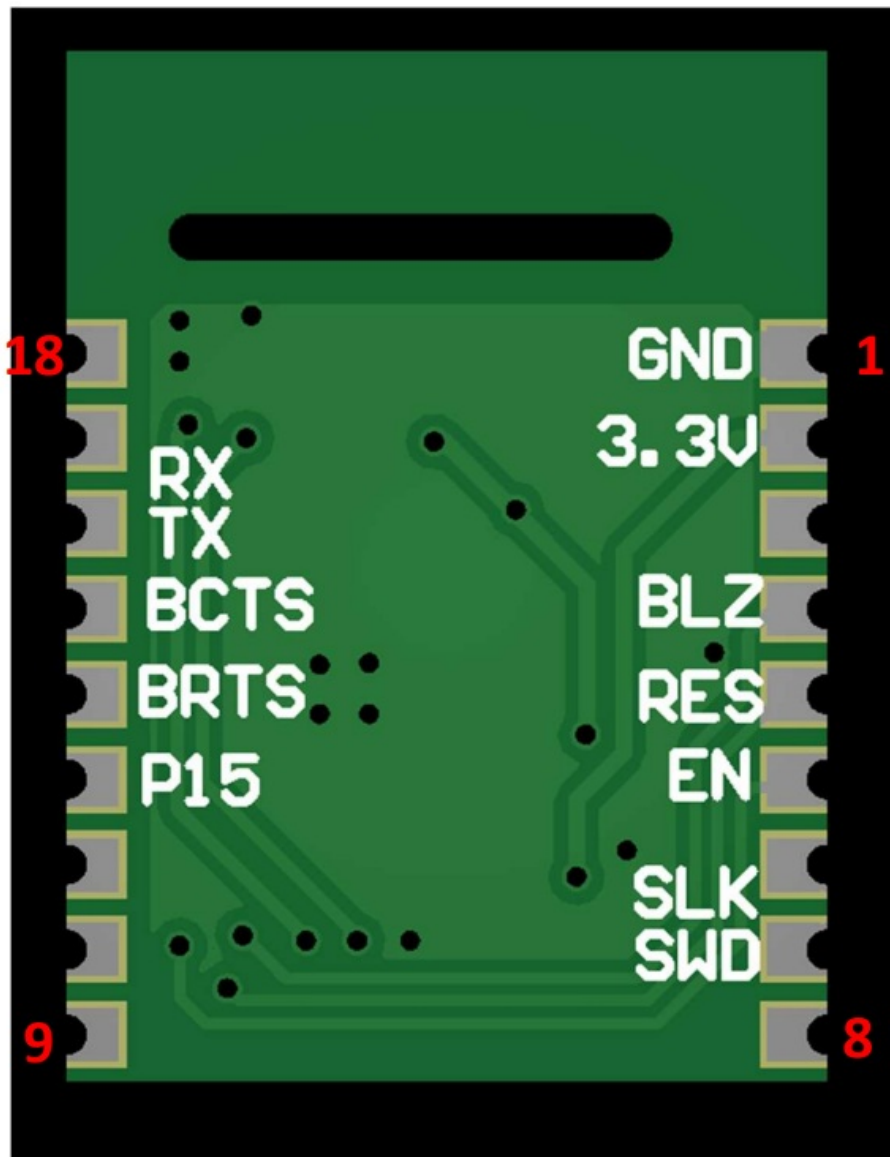 18 GND 1
3.3V
RX
TX
BCTS BLZ
BRTS RES
P15 EN
SLK
SWD
9 8